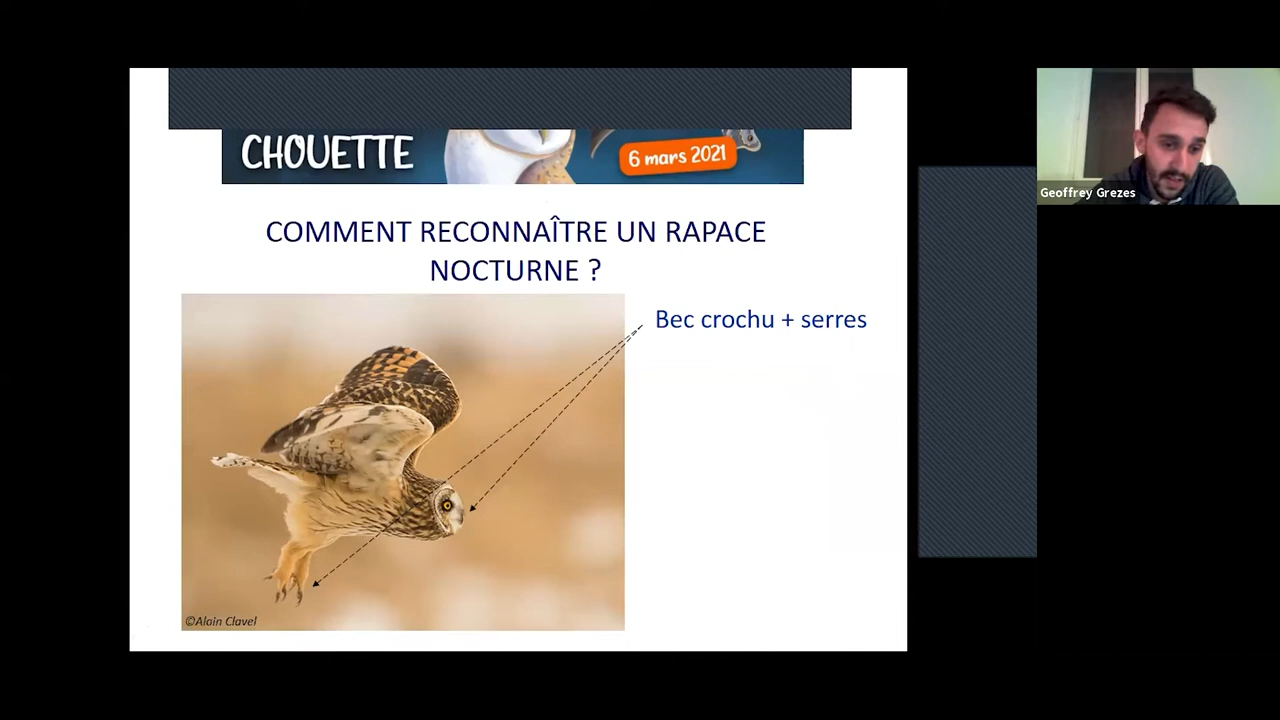 CHOUETTE
6 mars 2021
Geoffrey Grezes
COMMENT RECONNAÎTRE UN RAPACE
NOCTURNE ?
Bec crochu + serres
©Alain Clavel